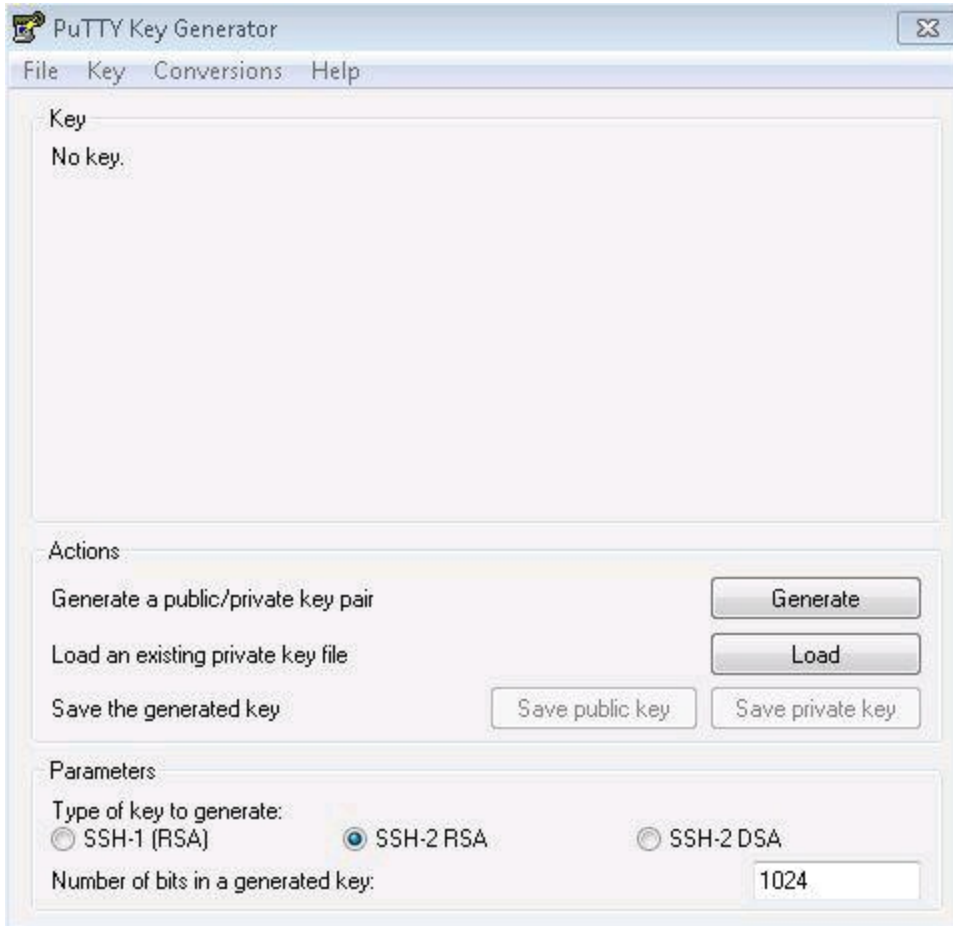 PuTTY Key Generator
File Key Conversions Help
Key
No key.
Actions
Generate a public/private key pair Generate
Load an existing private key file Load
Save the generated key Save public key Save private key
Parameters
Type of key to generate:
SSH-1 (RSA) SSH-2 RSA SSH-2 DSA
Number of bits in a generated key: 1024